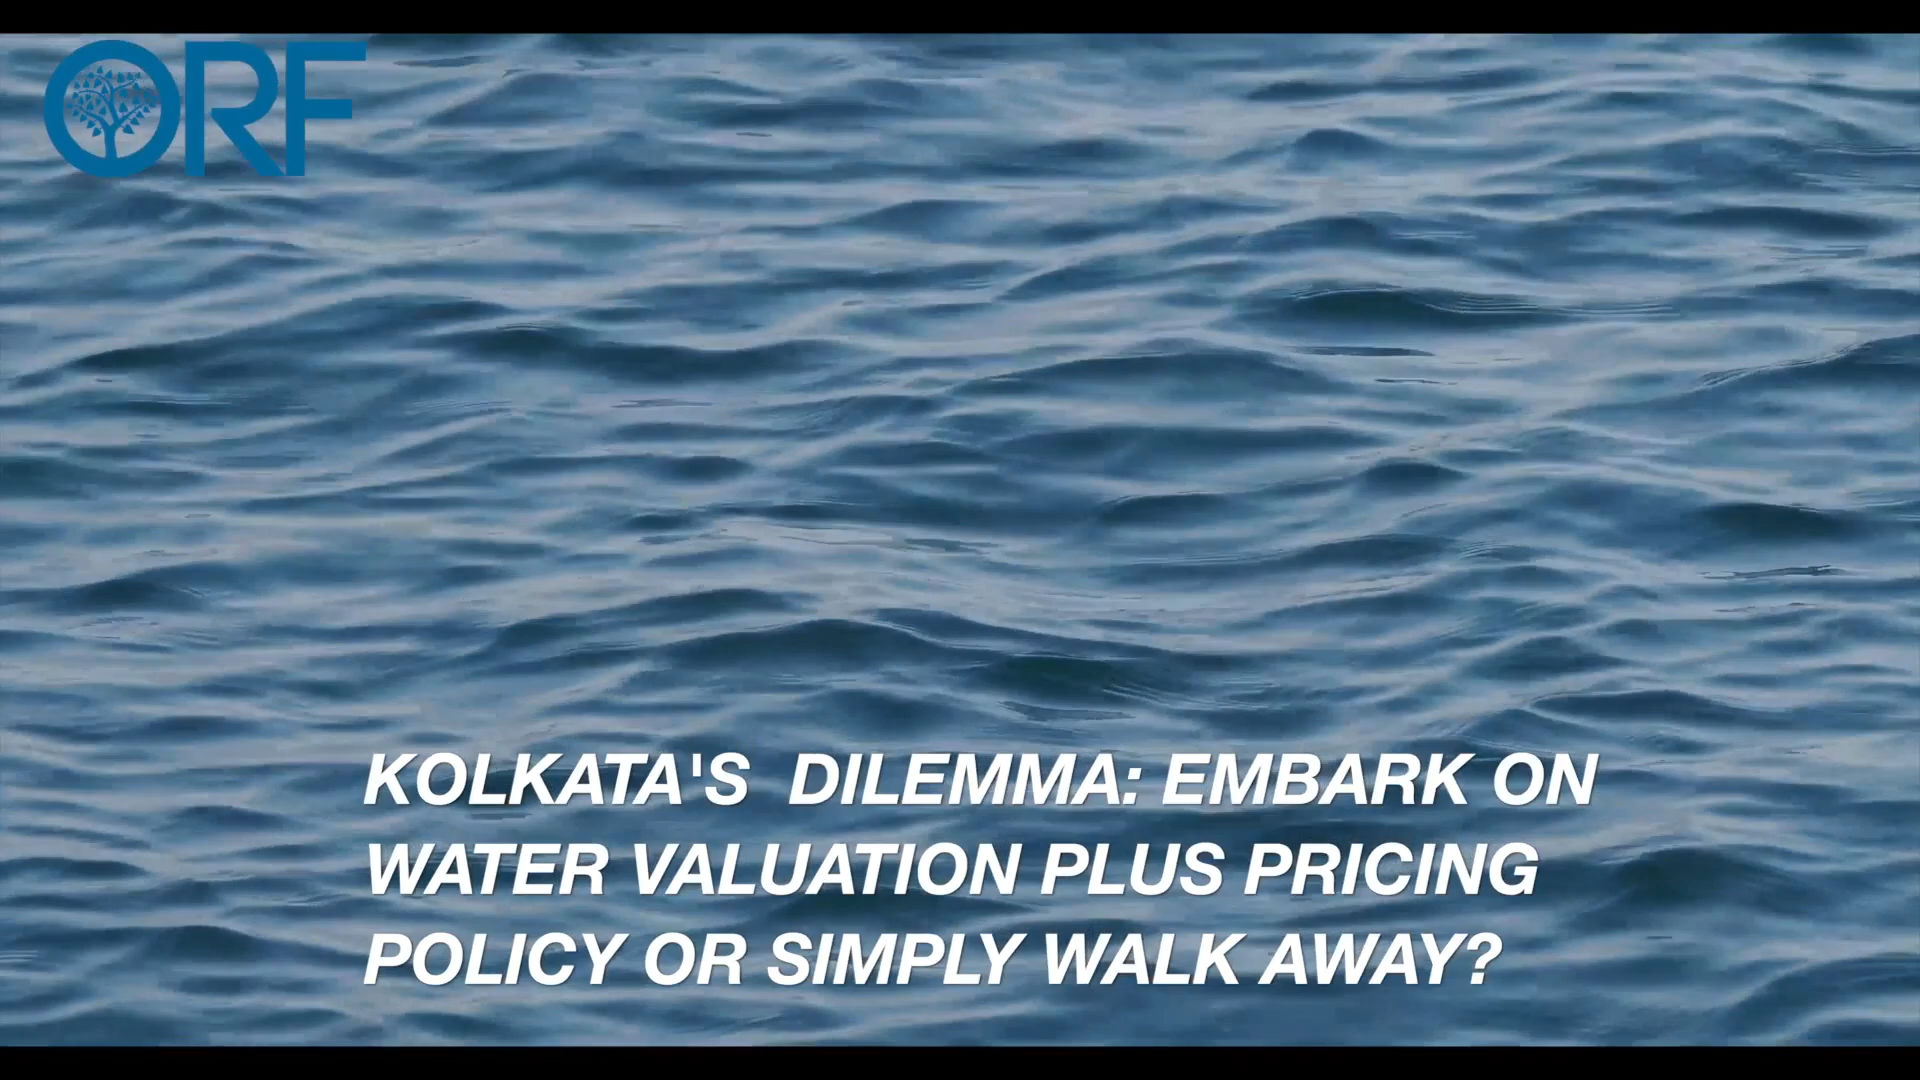 ORF
KOLKATA'S DILEMMA: EMBARK ON
WATER VALUATION PLUS PRICING
POLICY OR SIMPLY WALK AWAY?